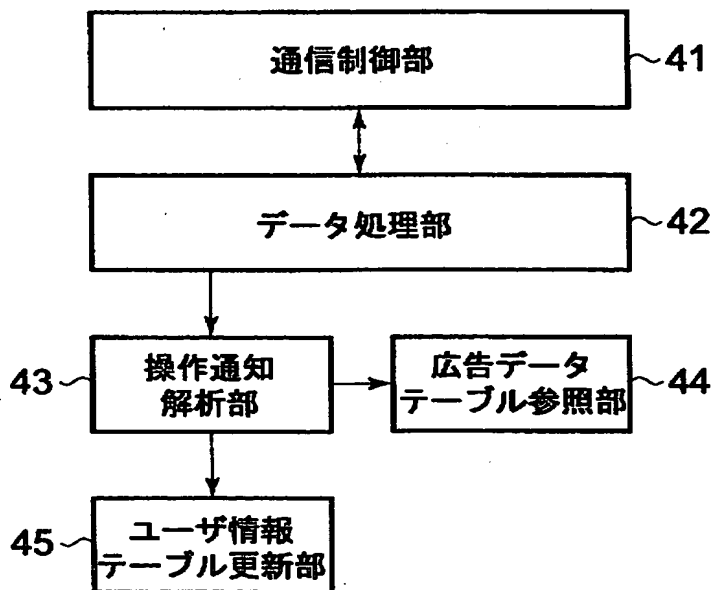 通信制御部
41
データ処理部
42
43
操作通知
解析部
広告データ
テーブル参照部
44
45
ユーザ情報
テーブル更新部